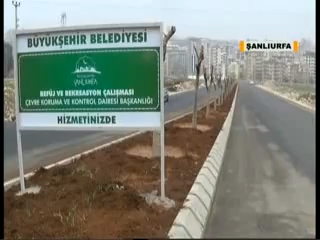 BÜYÜKŞEHİR BELEDİYESİ
ŞANLIURFA
REFÜJ VE REKREASYON ÇALIŞMASI
ÇEVRE KORUMA VE KONTROL DAİRESİ BAŞKANLIĞI
HİZMETİNİZDE